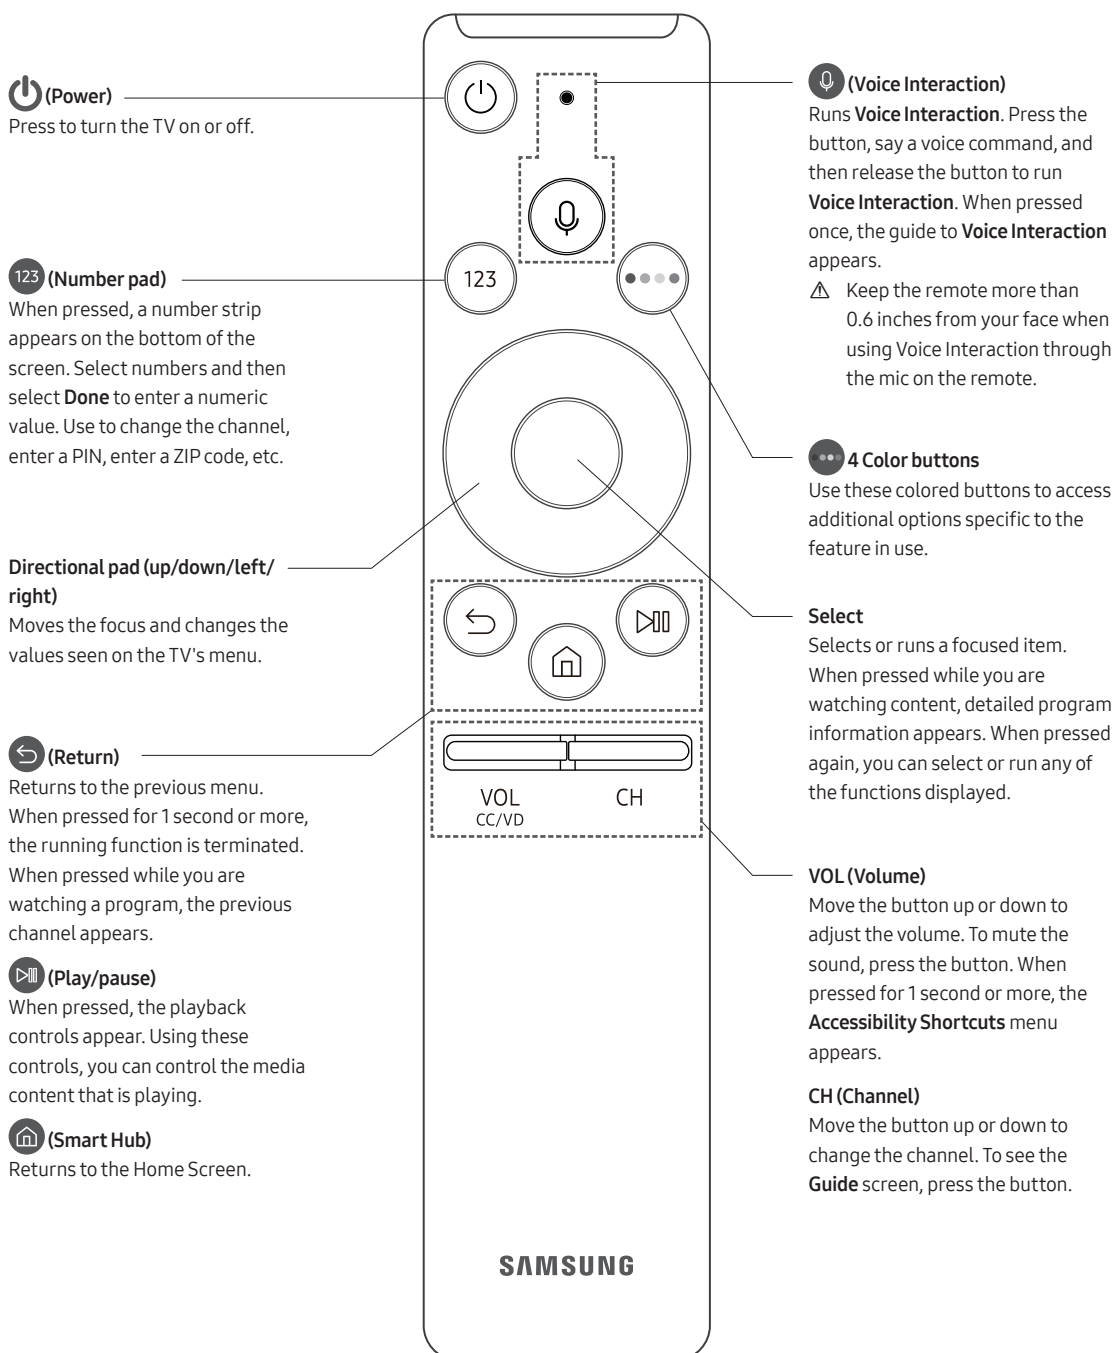 (Power)
Press to turn the TV on or off.
123 (Number pad)
When pressed, a number strip
appears on the bottom of the
screen. Select numbers and then
select Done to enter a numeric
value. Use to change the channel,
enter a PIN, enter a ZIP code, etc.
Directional pad (up/down/left/
right)
Moves the focus and changes the
values seen on the TV's menu.
(Return)
Returns to the previous menu.
When pressed for 1 second or more,
the running function is terminated.
When pressed while you are
watching a program, the previous
channel appears.
(Play/pause)
When pressed, the playback
controls appear. Using these
controls, you can control the media
content that is playing.
(Smart Hub)
Returns to the Home Screen.
123
VOL
CC/VD
CH
SAMSUNG
(Voice Interaction)
Runs Voice Interaction. Press the
button, say a voice command, and
then release the button to run
Voice Interaction. When pressed
once, the guide to Voice Interaction
appears.
Keep the remote more than
0.6 inches from your face when
using Voice Interaction through
the mic on the remote.
4 Color buttons
Use these colored buttons to access
additional options specific to the
feature in use.
Select
Selects or runs a focused item.
When pressed while you are
watching content, detailed program
information appears. When pressed
again, you can select or run any of
the functions displayed.
VOL (Volume)
Move the button up or down to
adjust the volume. To mute the
sound, press the button. When
pressed for 1 second or more, the
Accessibility Shortcuts menu
appears.
CH (Channel)
Move the button up or down to
change the channel. To see the
Guide screen, press the button.